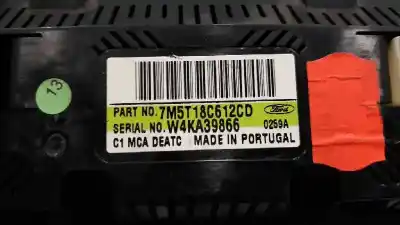 13
PART NO. 7M5T18C612CD
Ford
SERIAL NO. W4KA39866 0259A
C1 MCA DEATC MADE IN PORTUGAL